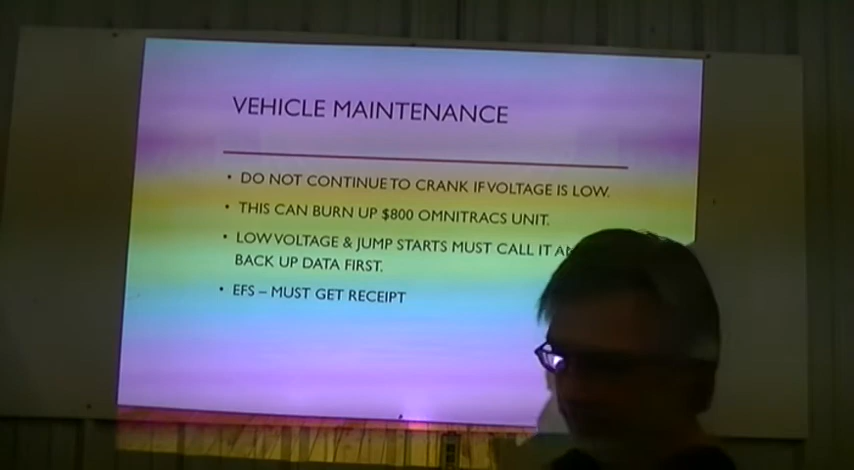 VEHICLE MAINTENANCE
• DO NOT CONTINUE TO CRANK IF VOLTAGE IS LOW.
• THIS CAN BURN UP $800 OMNITRACS UNIT.
• LOW VOLTAGE & JUMP STARTS MUST CALL IT
BACK UP DATA FIRST.
• EFS – MUST GET RECEIPT